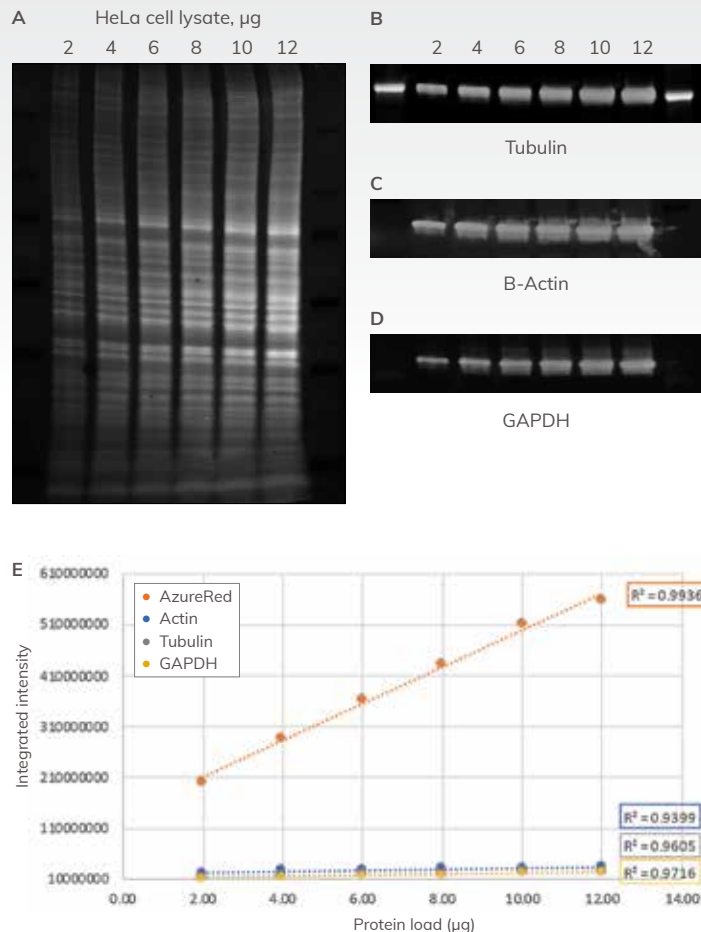 A
HeLa cell lysate, µg
2 4 6 8 10 12
B
2 4 6 8 10 12
Tubulin
C
B-Actin
D
GAPDH
E
610000000
510000000
410000000
310000000
210000000
110000000
10000000
Integrated intensity
AzureRed
Actin
Tubulin
GAPDH
R² = 0.9936
R² = 0.9399
R² = 0.9605
R² = 0.9716
0.00 2.00 4.00 6.00 8.00 10.00 12.00 14.00
Protein load (µg)